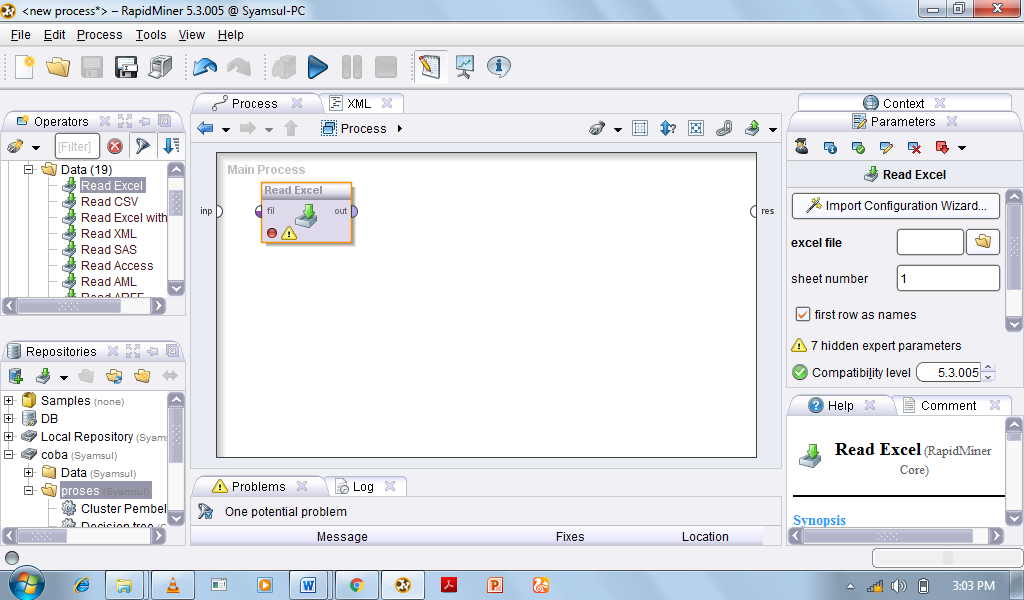 <new process*> – RapidMiner 5.3.005 @ Syamsul-PC
File Edit Process Tools View Help
Operators
[Filter]
Data (19)
Read Excel
Read CSV
Read Excel with
Read XML
Read SAS
Read Access
Read AML
Read ARFF
Repositories
Samples (none)
DB
Local Repository (Syam
coba (Syamsul)
Data (Syamsul)
proses (Syamsul)
Cluster Pembel
Decision tree (S
Process
XML
Process
Main Process
Read Excel
inp
fil
out
res
Problems
Log
One potential problem
Message Fixes Location
Context
Parameters
Read Excel
Import Configuration Wizard...
excel file
sheet number 1
first row as names
7 hidden expert parameters
Compatibility level 5.3.005
Help
Comment
Read Excel (RapidMiner
Core)
Synopsis
3:03 PM